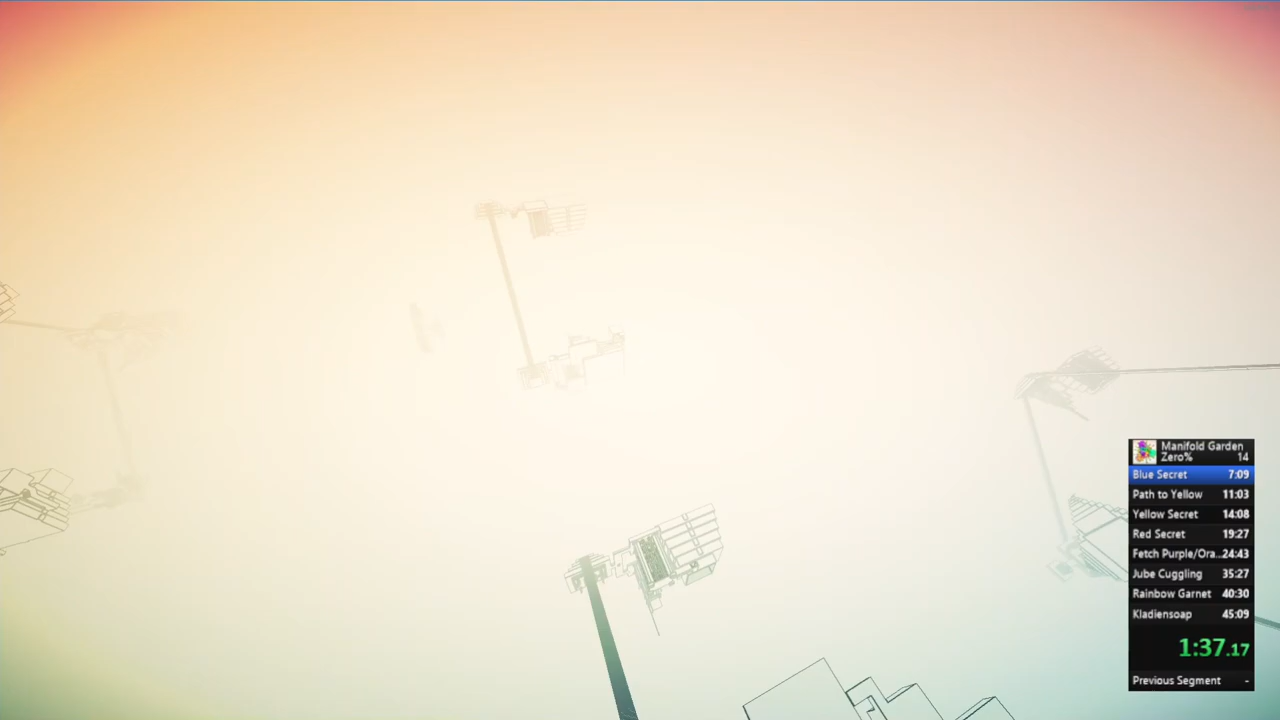 Manifold Garden
Zero% 14
Blue Secret 7:09
Path to Yellow 11:03
Yellow Secret 14:08
Red Secret 19:27
Fetch Purple/Ora... 24:43
Jube Cuggling 35:27
Rainbow Garnet 40:30
Kladiensoap 45:09
1:37.17
Previous Segment -